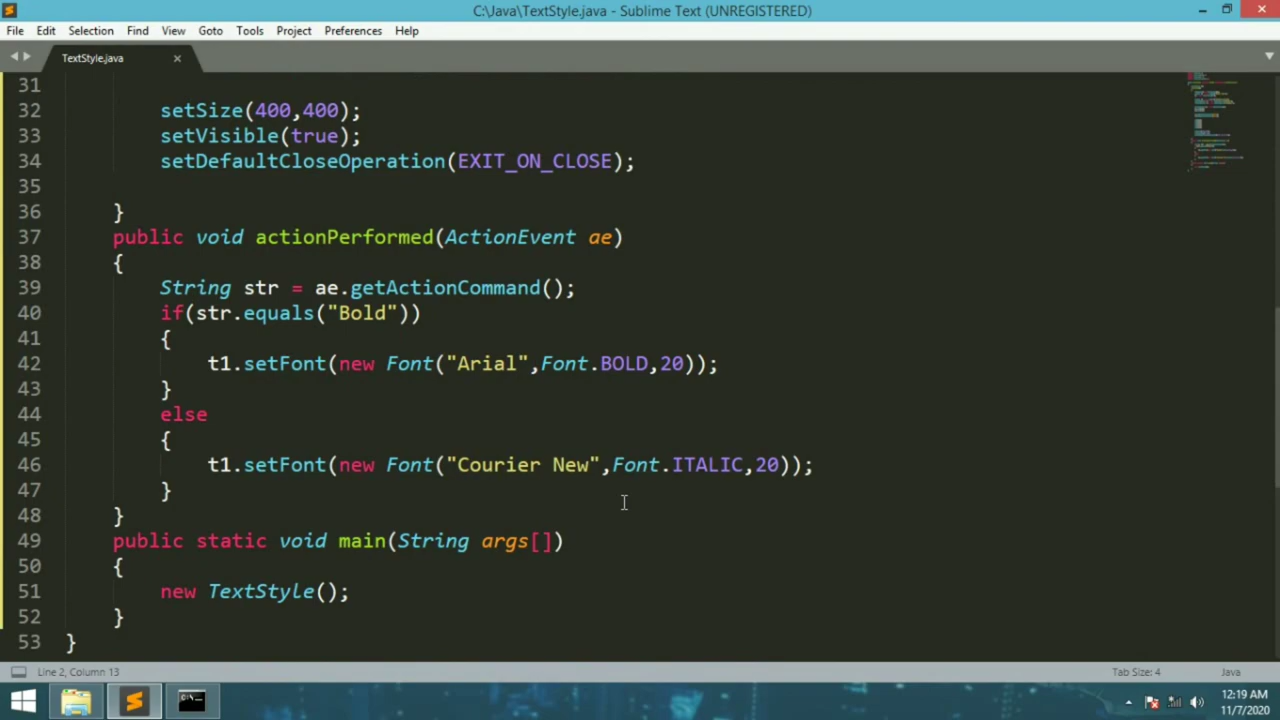 C:\Java\TextStyle.java - Sublime Text (UNREGISTERED)
File Edit Selection Find View Goto Tools Project Preferences Help
TextStyle.java
31
32 setSize(400,400);
33 setVisible(true);
34 setDefaultCloseOperation(EXIT_ON_CLOSE);
35
36 }
37 public void actionPerformed(ActionEvent ae)
38 {
39 String str = ae.getActionCommand();
40 if(str.equals("Bold"))
41 {
42 t1.setFont(new Font("Arial",Font.BOLD,20));
43 }
44 else
45 {
46 t1.setFont(new Font("Courier New",Font.ITALIC,20));
47 }
48 }
49 public static void main(String args[])
50 {
51 new TextStyle();
52 }
53 }
Line 2, Column 13 Tab Size: 4 Java
12:19 AM
11/7/2020